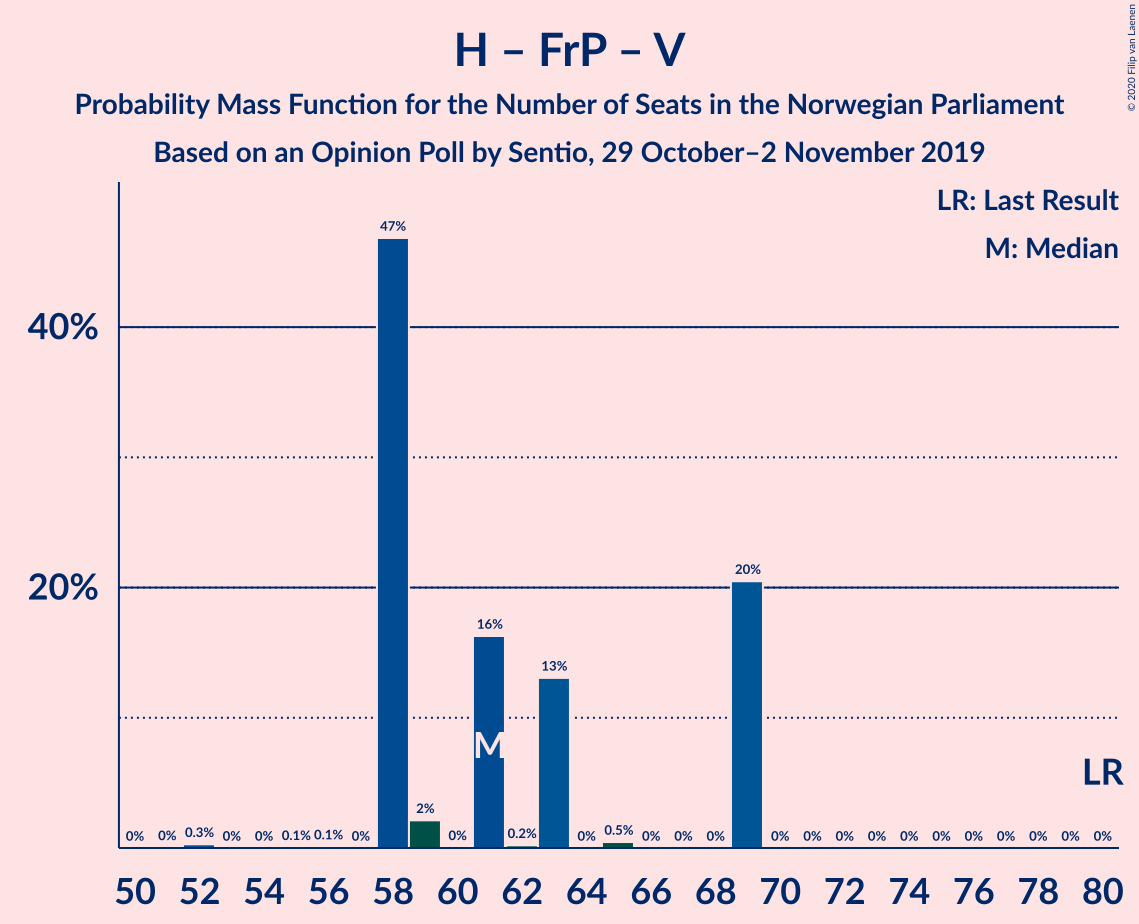 H – FrP – V
Probability Mass Function for the Number of Seats in the Norwegian Parliament
Based on an Opinion Poll by Sentio, 29 October–2 November 2019
© 2020 Filip van Laenen
LR: Last Result
M: Median
40%
20%
0% 0% 0.3% 0% 0% 0.1% 0.1% 0% 47% 2% 0% 16% 0.2% 13% 0% 0.5% 0% 0% 0% 20% 0% 0% 0% 0% 0% 0% 0% 0% 0% 0% 0%
M
LR
50 52 54 56 58 60 62 64 66 68 70 72 74 76 78 80